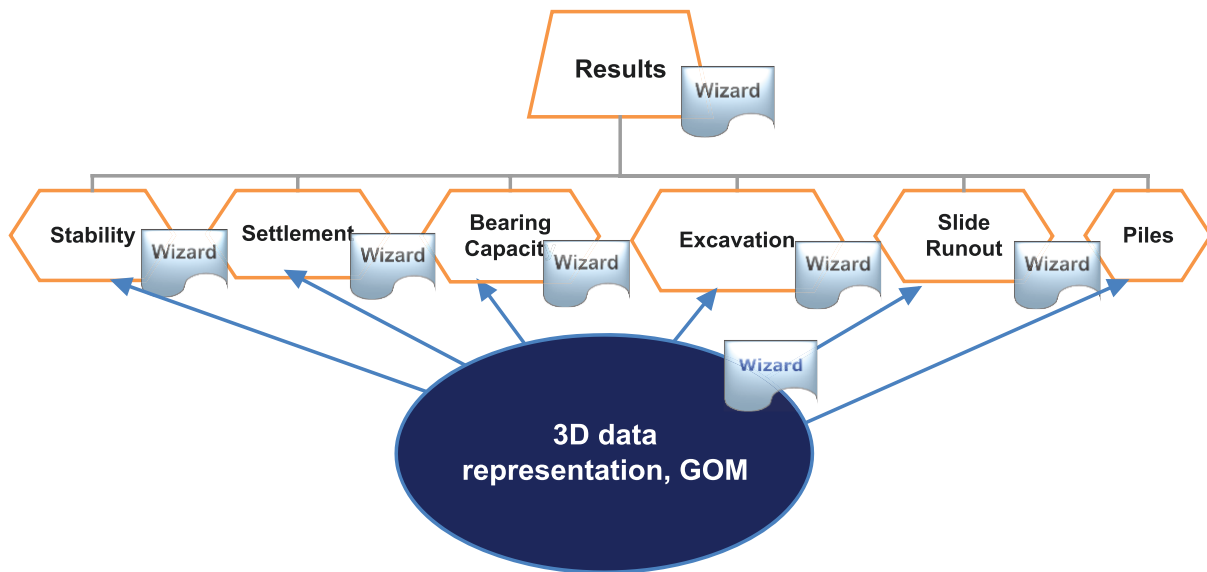 Results
Wizard
Stability
Wizard
Settlement
Wizard
Bearing
Capacit
Wizard
Excavation
Wizard
Slide
Runout
Wizard
Piles
Wizard
3D data
representation, GOM